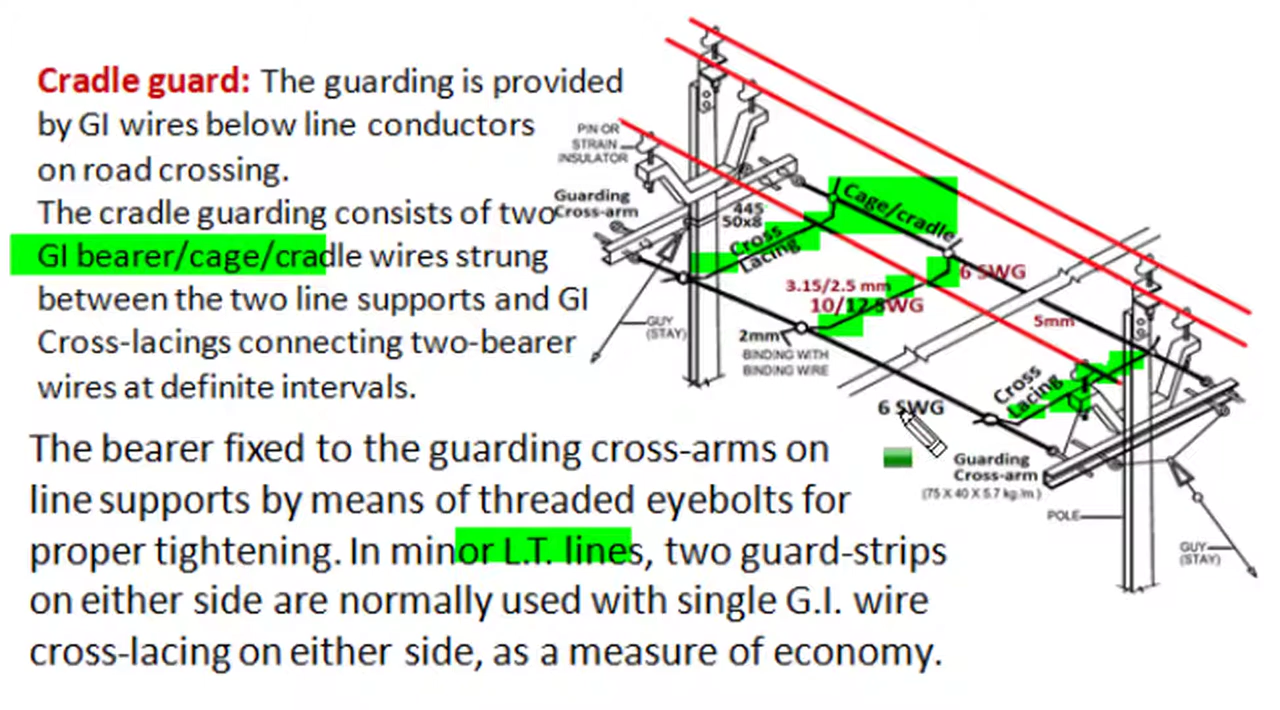 Cradle guard: The guarding is provided
by GI wires below line conductors
on road crossing.
The cradle guarding consists of two
GI bearer/cage/cradle wires strung
between the two line supports and GI
Cross-lacings connecting two-bearer
wires at definite intervals.
The bearer fixed to the guarding cross-arms on
line supports by means of threaded eyebolts for
proper tightening. In minor L.T. lines, two guard-strips
on either side are normally used with single G.I. wire
cross-lacing on either side, as a measure of economy.
PIN OR
STRAIN
INSULATOR
Guarding
Cross-arm
445
50x8
Cross
Lacing
Cage/cradle
6 SWG
3.15/2.5 mm
10/12 SWG
5mm
GUY
(STAY)
2mm
BINDING WITH
BINDING WIRE
Cross
Lacing
6 SWG
Guarding
Cross-arm
(75 X 40 X 5.7 kg./m.)
POLE
GUY
(STAY)